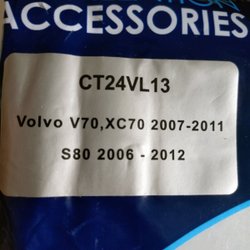 ACCESSORIES
CT24VL13
Volvo V70,XC70 2007-2011
S80 2006 - 2012